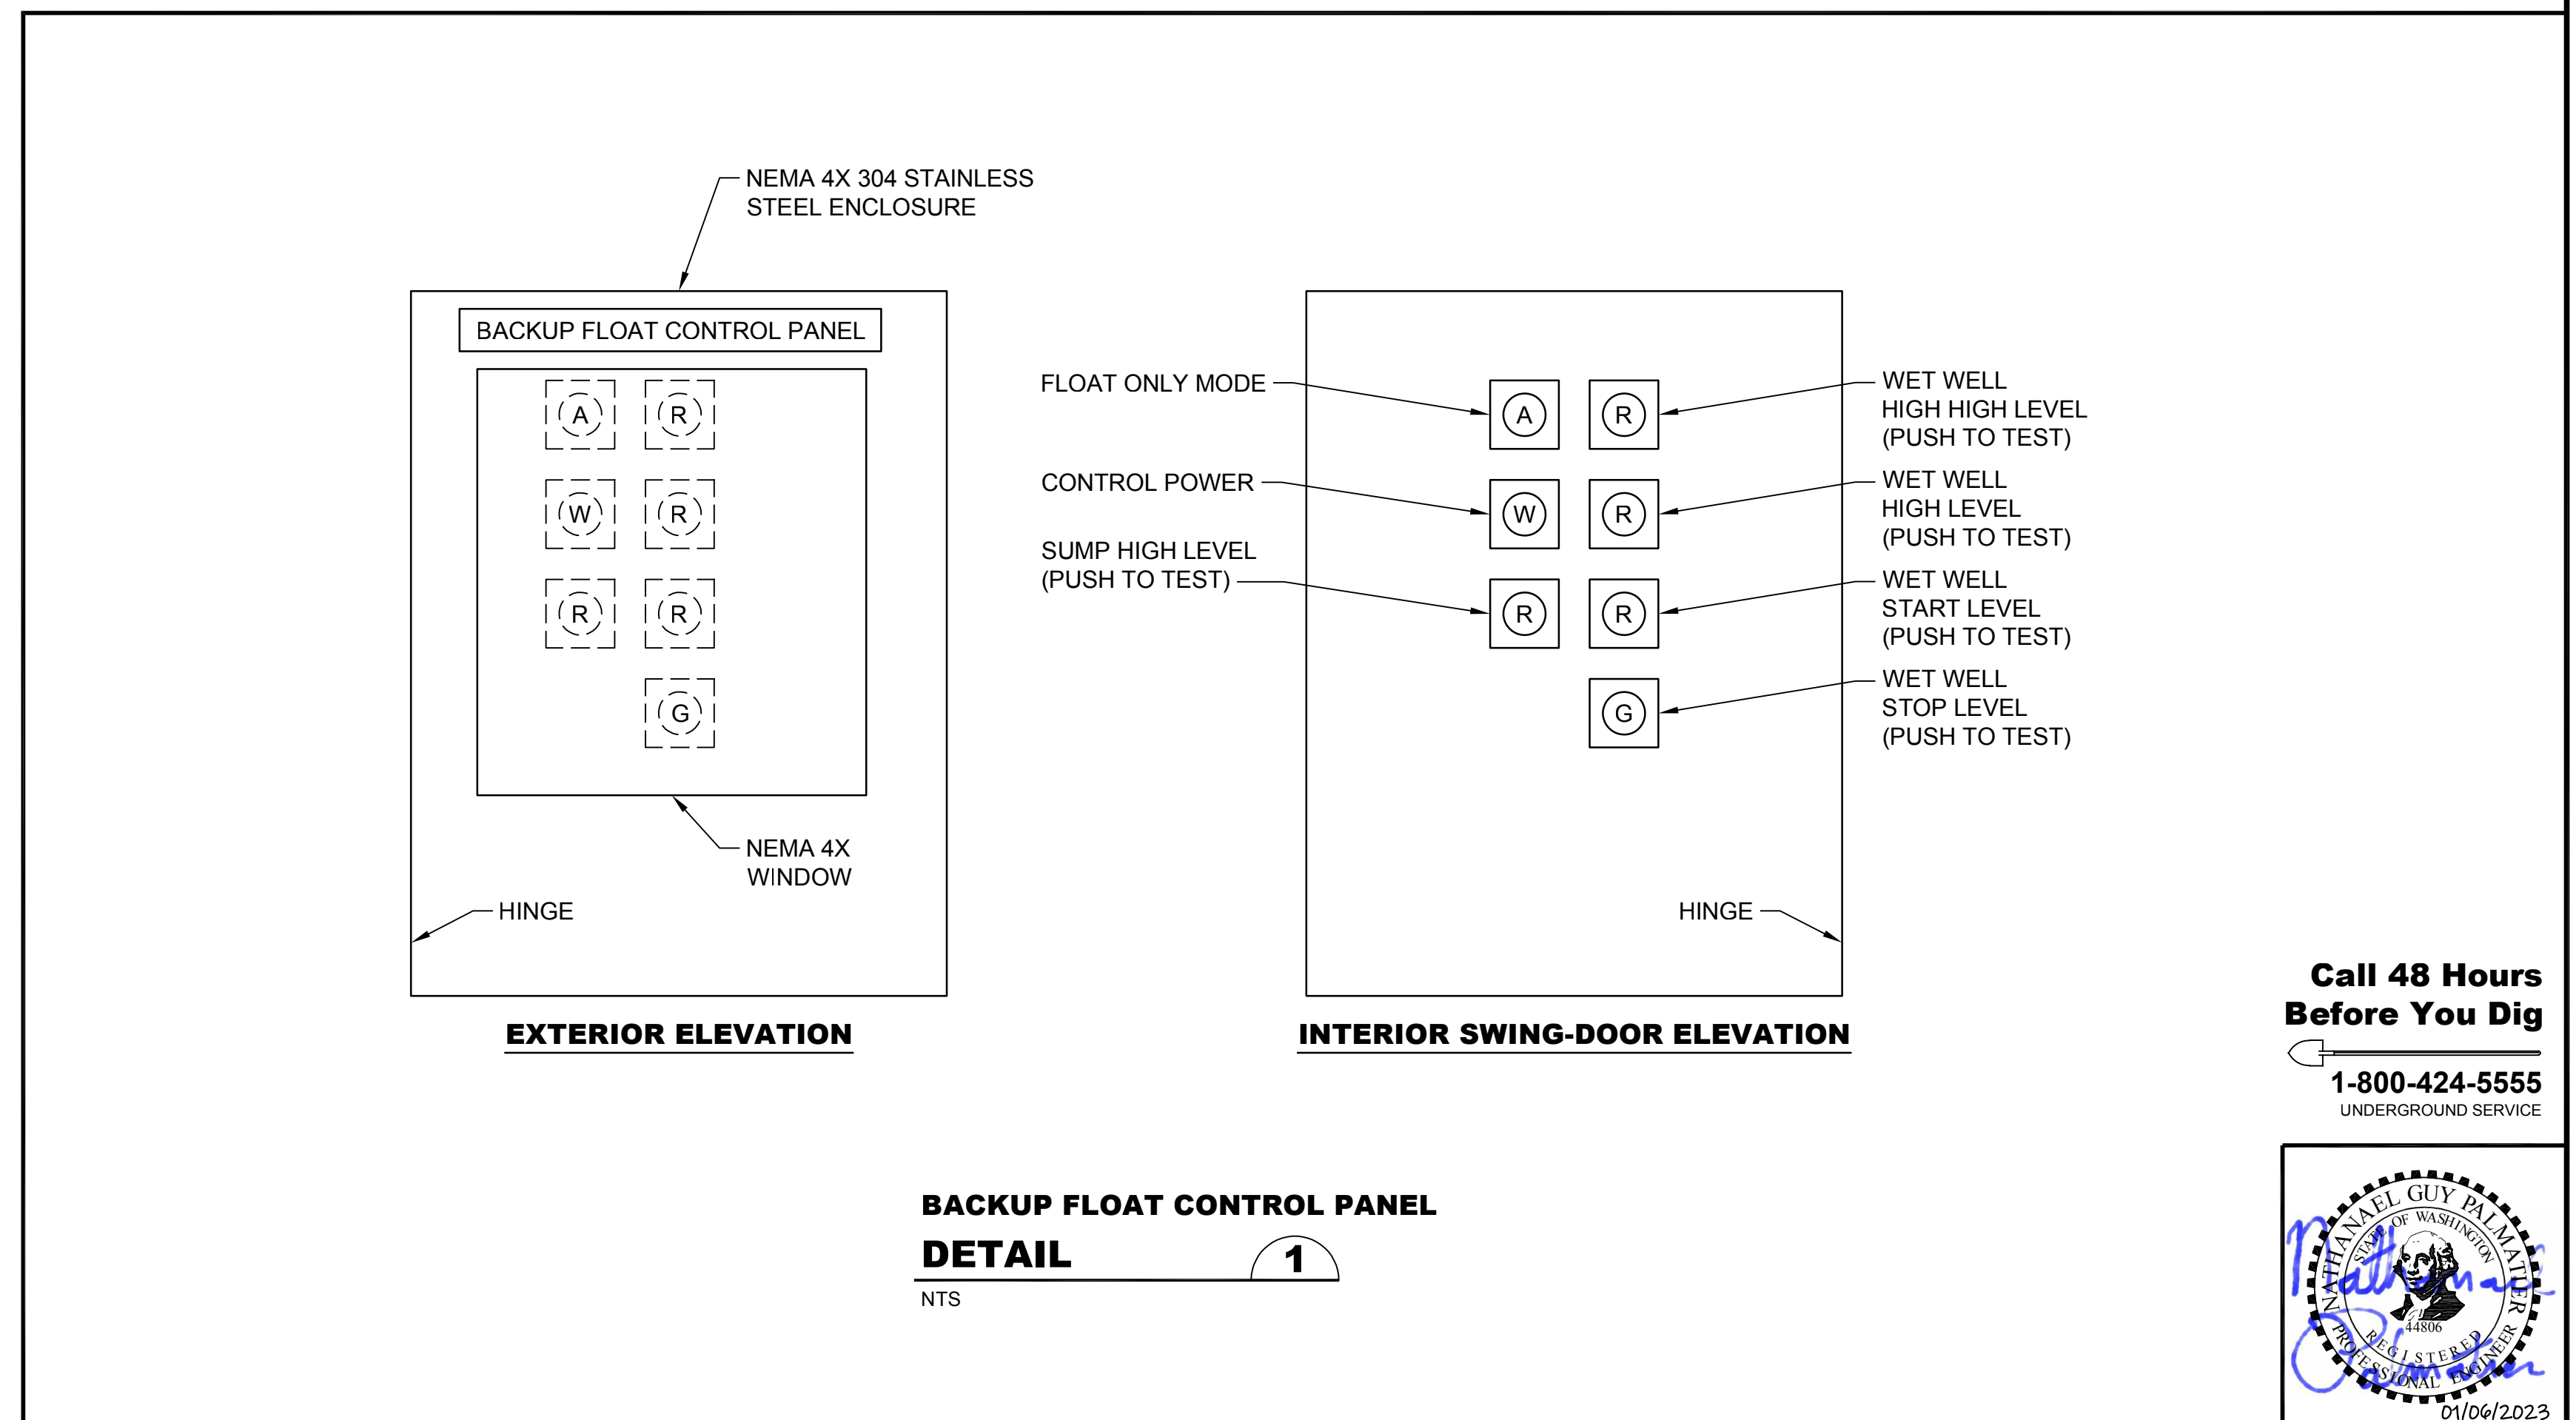 NEMA 4X 304 STAINLESS
STEEL ENCLOSURE
BACKUP FLOAT CONTROL PANEL
A R
W R
R R
G
NEMA 4X
WINDOW
HINGE
EXTERIOR ELEVATION
FLOAT ONLY MODE
CONTROL POWER
SUMP HIGH LEVEL
(PUSH TO TEST)
A R
W R
R R
G
WET WELL
HIGH HIGH LEVEL
(PUSH TO TEST)
WET WELL
HIGH LEVEL
(PUSH TO TEST)
WET WELL
START LEVEL
(PUSH TO TEST)
WET WELL
STOP LEVEL
(PUSH TO TEST)
HINGE
INTERIOR SWING-DOOR ELEVATION
BACKUP FLOAT CONTROL PANEL
DETAIL 1
NTS
Call 48 Hours
Before You Dig
1-800-424-5555
UNDERGROUND SERVICE
NATHANAEL GUY PALMATIER
STATE OF WASHINGTON
44806
REGISTERED
PROFESSIONAL ENGINEER
Nathanael
Palmatier
01/06/2023